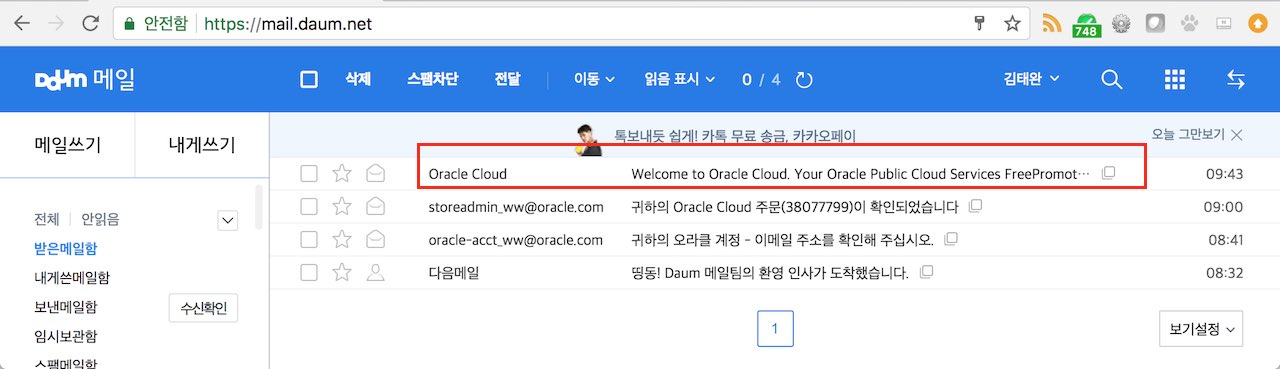 안전함 https://mail.daum.net
748
Daum 메일 삭제 스팸차단 전달 이동 읽음 표시 0 / 4 김태완
메일쓰기 내게쓰기
톡보내듯 쉽게! 카톡 무료 송금, 카카오페이 오늘 그만보기
Oracle Cloud Welcome to Oracle Cloud. Your Oracle Public Cloud Services FreePromot··· 09:43
storeadmin_ww@oracle.com 귀하의 Oracle Cloud 주문(38077799)이 확인되었습니다 09:00
oracle-acct_ww@oracle.com 귀하의 오라클 계정 - 이메일 주소를 확인해 주십시오. 08:41
다음메일 띵동! Daum 메일팀의 환영 인사가 도착했습니다. 08:32
전체 안읽음
받은메일함
내게쓴메일함
보낸메일함 수신확인
임시보관함
스팸메일함
1 보기설정